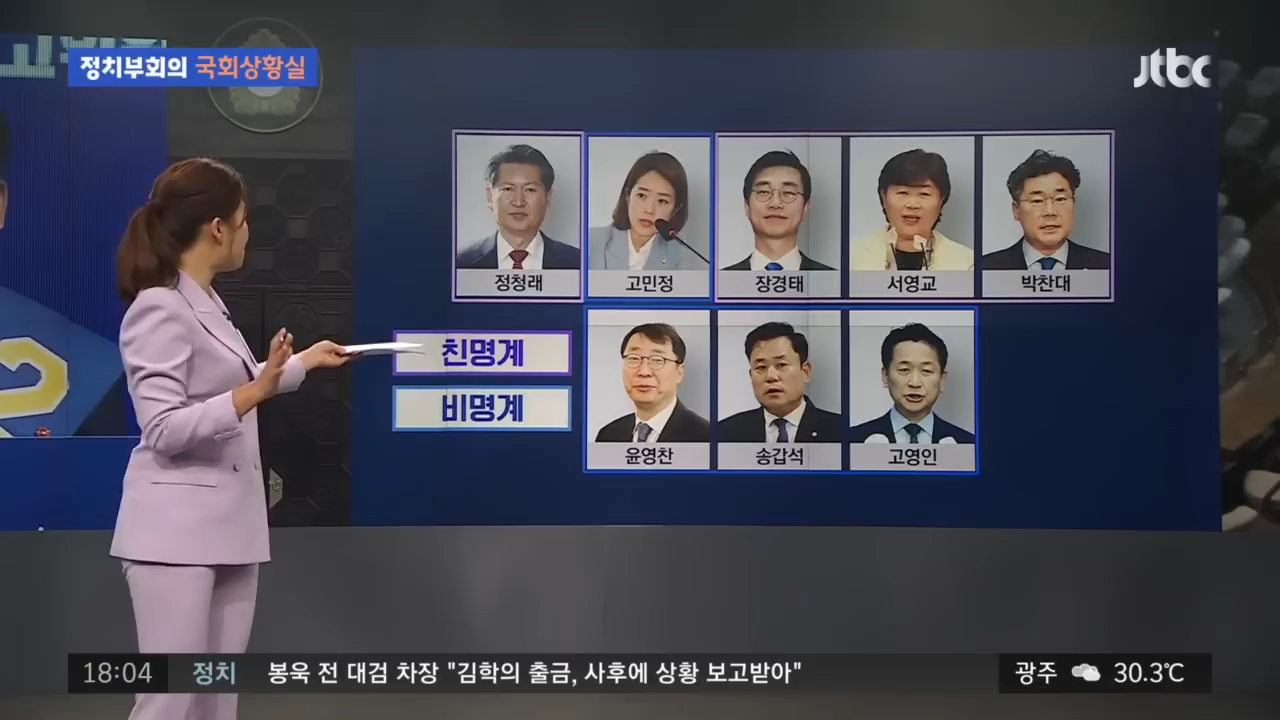 정치부회의 국회상황실
jtbc
정청래
고민정
장경태
서영교
박찬대
친명계
비명계
윤영찬
송갑석
고영인
18:04
정치
봉욱 전 대검 차장 "김학의 출금, 사후에 상황 보고받아"
광주
30.3℃